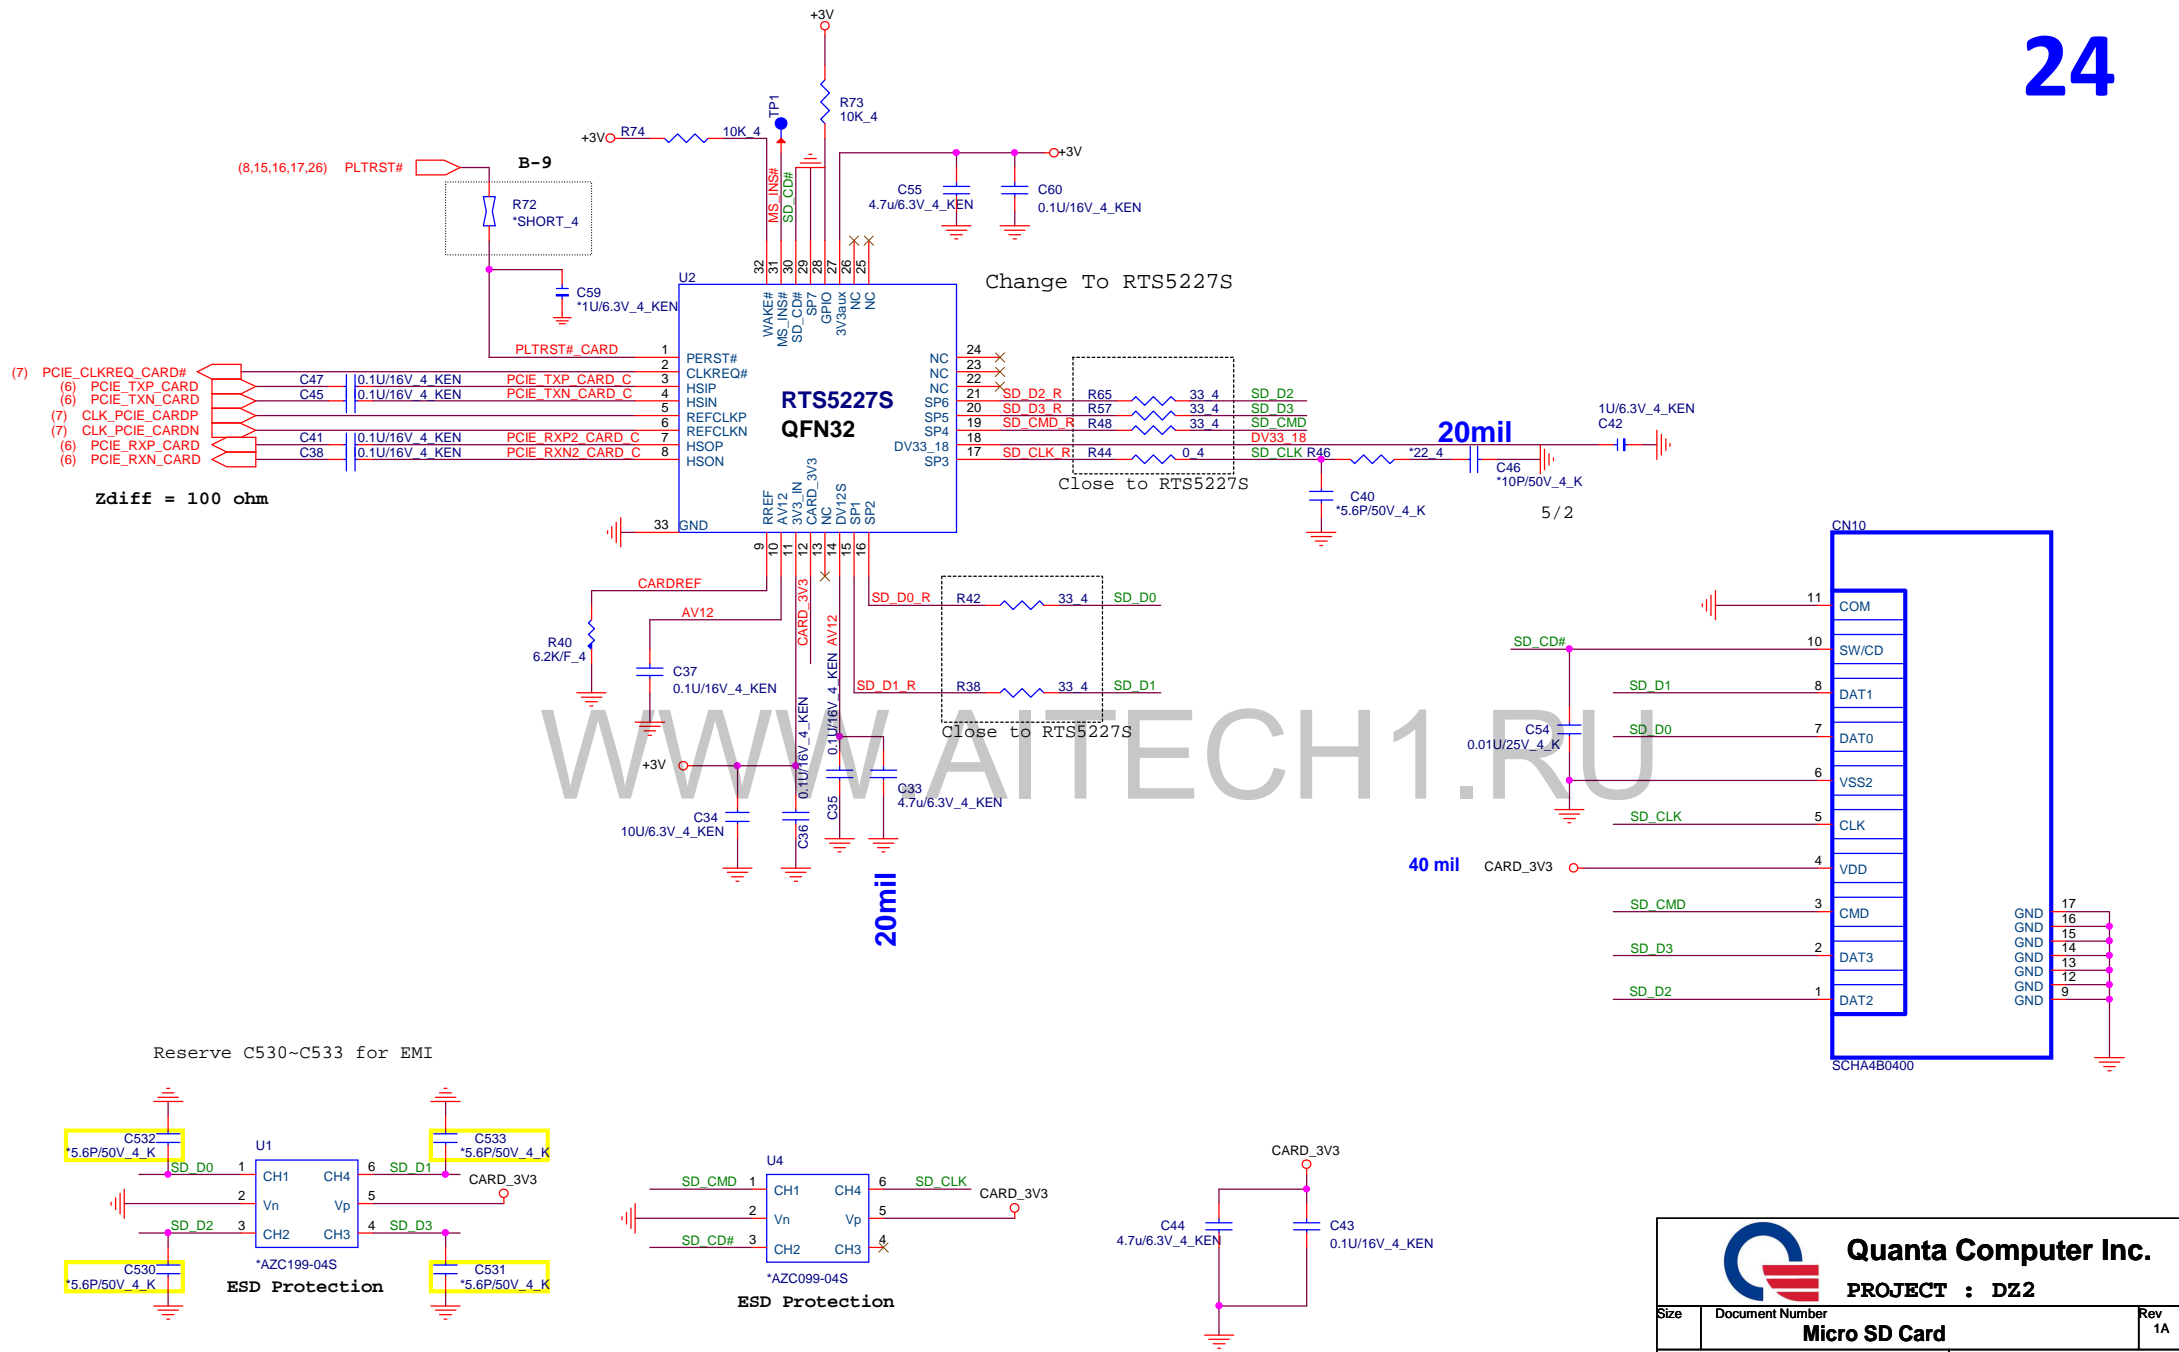 24
+3V
R73
10K_4
TP1
+3V R74 10K_4
+3V
(8,15,16,17,26) PLTRST#
B-9
R72
*SHORT_4
MS_INS#
SD_CD#
C55
4.7u/6.3V_4_KEN
C60
0.1U/16V_4_KEN
C59
*1U/6.3V_4_KEN
U2
Change To RTS5227S
32 31 30 29 28 27 26 25
WAKE# MS_INS# SD_CD# SP7 GPIO 3V3aux NC NC
PLTRST#_CARD 1 PERST#
(7) PCIE_CLKREQ_CARD# 2 CLKREQ#
(6) PCIE_TXP_CARD C47 0.1U/16V_4_KEN PCIE_TXP_CARD_C 3 HSIP
(6) PCIE_TXN_CARD C45 0.1U/16V_4_KEN PCIE_TXN_CARD_C 4 HSIN
(7) CLK_PCIE_CARDP 5 REFCLKP
(7) CLK_PCIE_CARDN 6 REFCLKN
(6) PCIE_RXP_CARD C41 0.1U/16V_4_KEN PCIE_RXP2_CARD_C 7 HSOP
(6) PCIE_RXN_CARD C38 0.1U/16V_4_KEN PCIE_RXN2_CARD_C 8 HSON
Zdiff = 100 ohm
RTS5227S
QFN32
NC 24
NC 23
NC 22
SP6 21 SD_D2_R R65 33_4 SD_D2
SP5 20 SD_D3_R R57 33_4 SD_D3
SP4 19 SD_CMD_R R48 33_4 SD_CMD
DV33_18 18 DV33_18
SP3 17 SD_CLK_R R44 0_4 SD_CLK R46 *22_4
Close to RTS5227S
20mil
1U/6.3V_4_KEN
C42
C46
*10P/50V_4_K
C40
*5.6P/50V_4_K
5/2
33 GND
RREF AV12 3V3_IN CARD_3V3 NC DV12S SP1 SP2
9 10 11 12 13 14 15 16
CARDREF
AV12
R40
6.2K/F_4
C37
0.1U/16V_4_KEN
CARD_3V3
AV12
SD_D0_R R42 33_4 SD_D0
SD_D1_R R38 33_4 SD_D1
Close to RTS5227S
+3V
C34
10U/6.3V_4_KEN
0.1U/16V_4_KEN
C36
0.1U/16V_4_KEN
C35
C33
4.7u/6.3V_4_KEN
20mil
WWW.AITECH1.RU
CN10
11 COM
SD_CD# 10 SW/CD
SD_D1 8 DAT1
C54
0.01U/25V_4_K
SD_D0 7 DAT0
6 VSS2
SD_CLK 5 CLK
40 mil CARD_3V3 4 VDD
SD_CMD 3 CMD
SD_D3 2 DAT3
SD_D2 1 DAT2
GND 17
GND 16
GND 15
GND 14
GND 13
GND 12
GND 9
SCHA4B0400
Reserve C530~C533 for EMI
C532
*5.6P/50V_4_K
C533
*5.6P/50V_4_K
U1
SD_D0 1 CH1 CH4 6 SD_D1
2 Vn Vp 5 CARD_3V3
SD_D2 3 CH2 CH3 4 SD_D3
C530
*5.6P/50V_4_K
C531
*5.6P/50V_4_K
*AZC199-04S
ESD Protection
U4
SD_CMD 1 CH1 CH4 6 SD_CLK
2 Vn Vp 5 CARD_3V3
SD_CD# 3 CH2 CH3 4
*AZC099-04S
ESD Protection
CARD_3V3
C44
4.7u/6.3V_4_KEN
C43
0.1U/16V_4_KEN
Quanta Computer Inc.
PROJECT : DZ2
Size Document Number Rev
Micro SD Card 1A